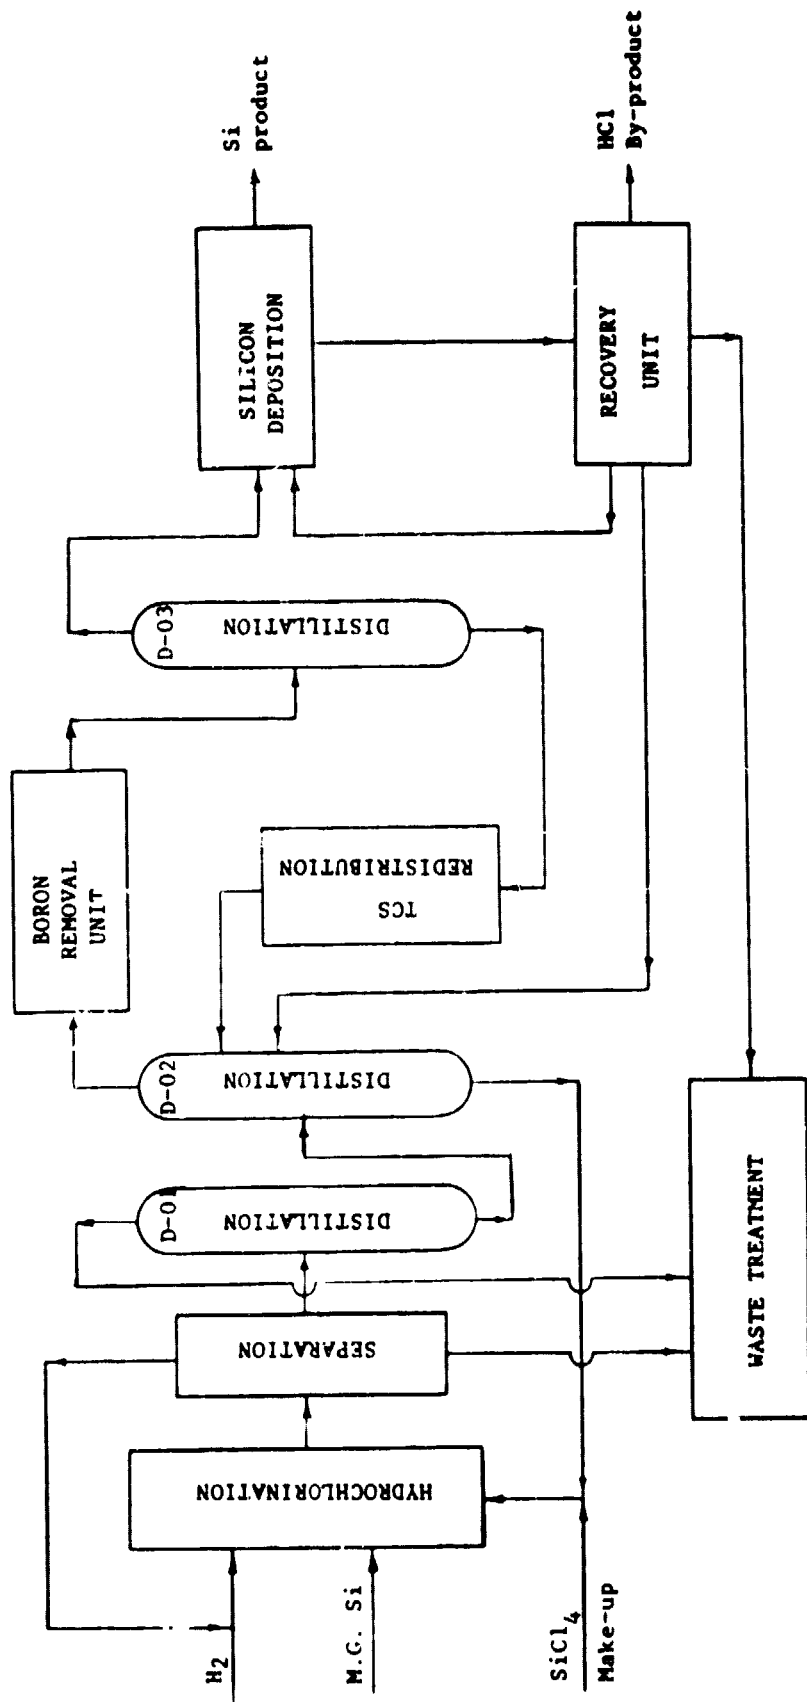 H2
M.G. Si
SiCl4
Make-up
HYDROCHLORINATION
SEPARATION
D-01
DISTILLATION
D-02
DISTILLATION
BORON
REMOVAL
UNIT
TCS
REDISTRIBUTION
D-03
DISTILLATION
SILICON
DEPOSITION
Si
product
RECOVERY
UNIT
HCl
By-product
WASTE TREATMENT